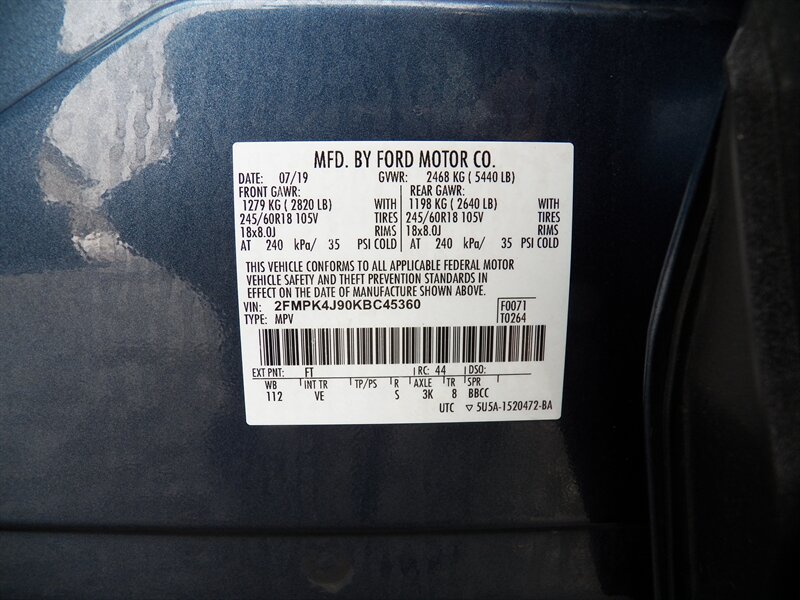 MFD. BY FORD MOTOR CO.
DATE: 07/19 GVWR: 2468 KG ( 5440 LB)
FRONT GAWR: REAR GAWR:
1279 KG ( 2820 LB) WITH 1198 KG ( 2640 LB) WITH
245/60R18 105V TIRES 245/60R18 105V TIRES
18x8.0J RIMS 18x8.0J RIMS
AT 240 kPa/ 35 PSI COLD AT 240 kPa/ 35 PSI COLD
THIS VEHICLE CONFORMS TO ALL APPLICABLE FEDERAL MOTOR
VEHICLE SAFETY AND THEFT PREVENTION STANDARDS IN
EFFECT ON THE DATE OF MANUFACTURE SHOWN ABOVE.
VIN: 2FMPK4J90KBC45360 F0071
TYPE: MPV T0264
EXT PNT: FT RC: 44 DSO:
WB INT TR TP/PS R AXLE TR SPR
112 VE S 3K 8 BBCC
UTC ▽ 5U5A-1520472-BA